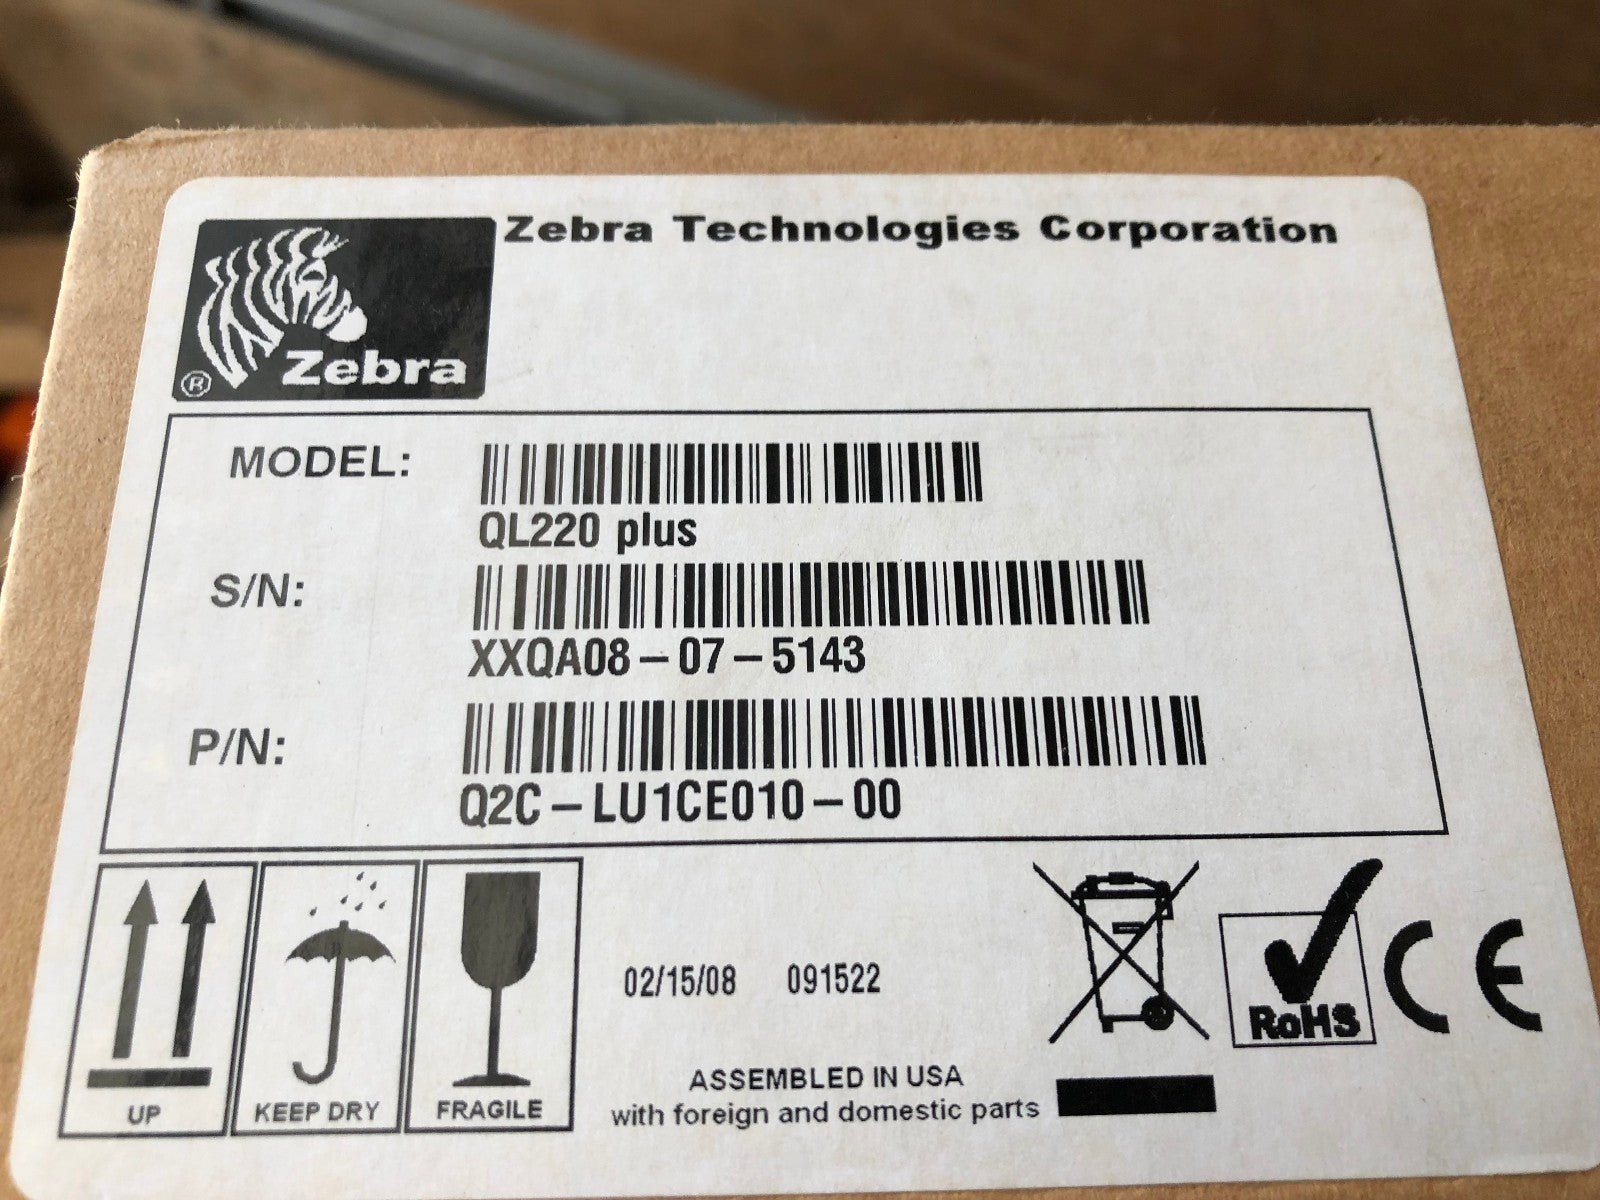 Zebra Technologies Corporation
Zebra
®
MODEL:
QL220 plus
S/N:
XXQA08-07-5143
P/N:
Q2C-LU1CE010-00
UP
KEEP DRY
FRAGILE
02/15/08 091522
ASSEMBLED IN USA
with foreign and domestic parts
RoHS
CE